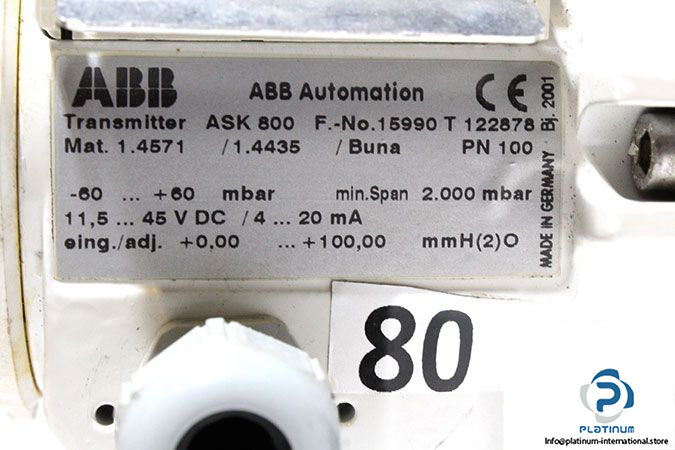 ABB ABB Automation CE
Transmitter ASK 800 F.-No.15990 T 122878
Mat. 1.4571 /1.4435 /Buna PN 100
-60 ... +60 mbar min.Span 2.000 mbar
11,5 ... 45 V DC / 4 ... 20 mA
eing./adj. +0,00 ...+100,00 mmH(2)O
MADE IN GERMANY Bj. 2001
80
PLATINUM
Info@platinum-international.store